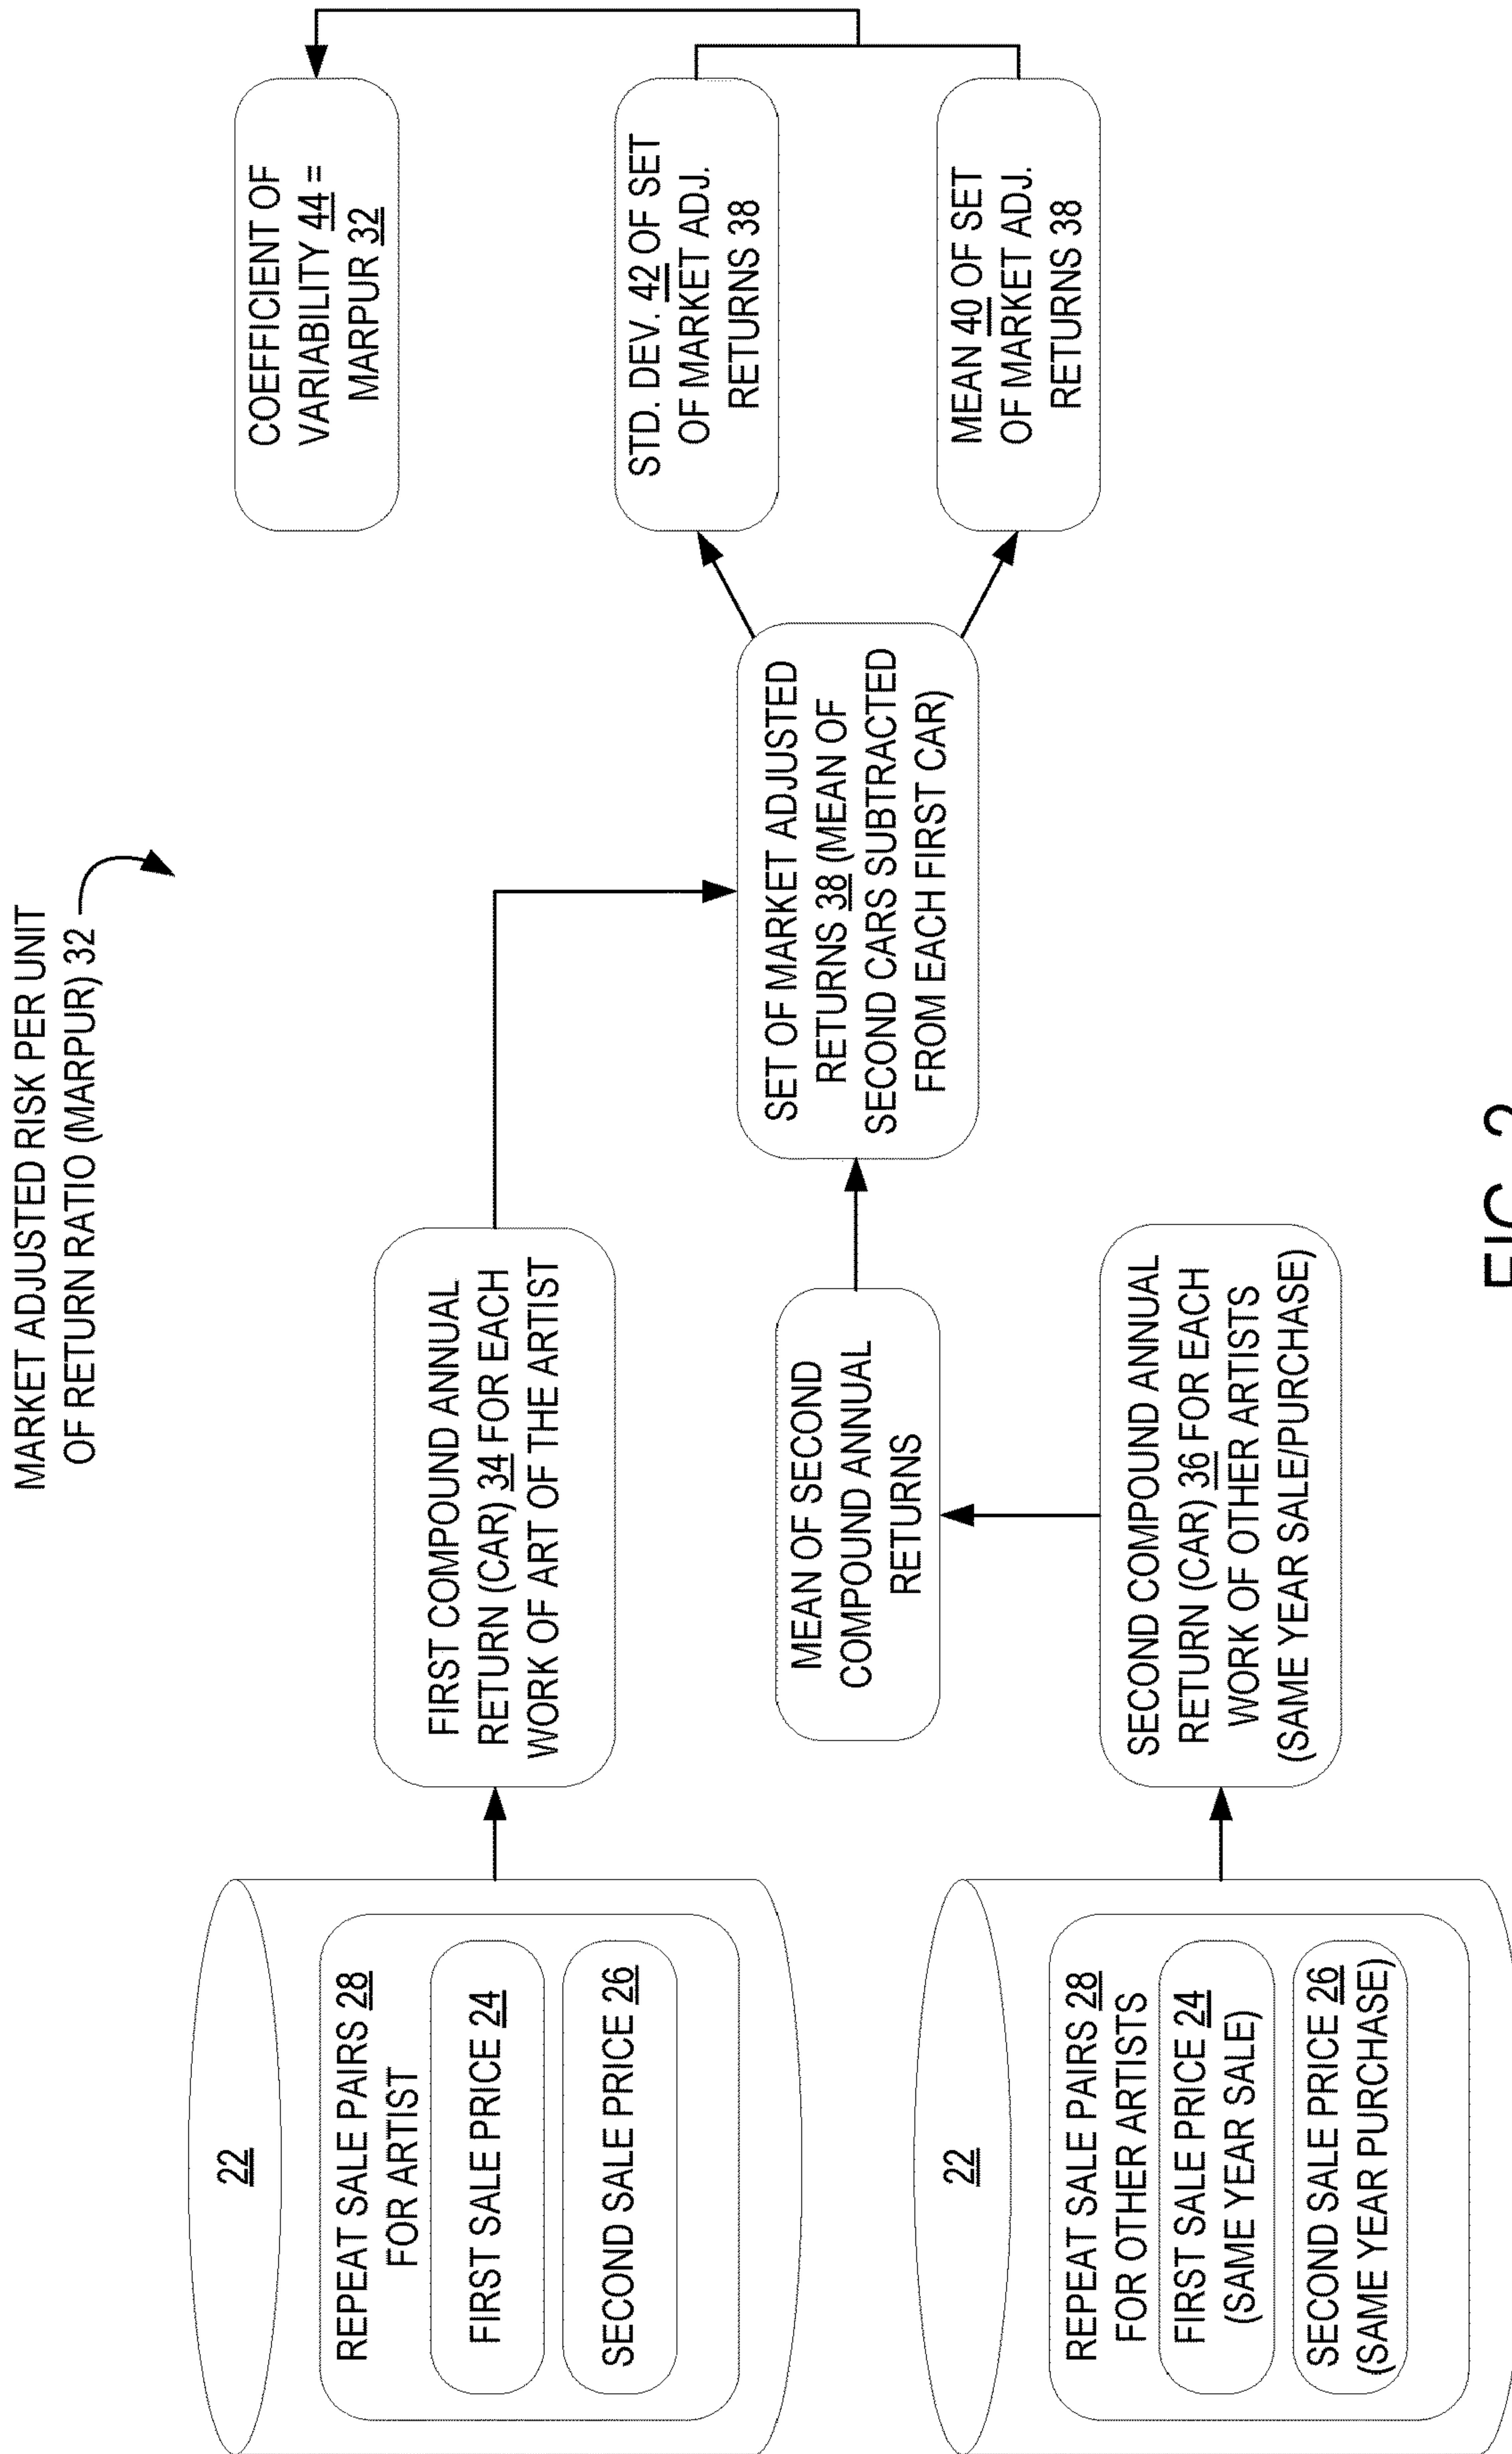 MARKET ADJUSTED RISK PER UNIT
OF RETURN RATIO (MARPUR) 32
22
REPEAT SALE PAIRS 28
FOR ARTIST
FIRST SALE PRICE 24
SECOND SALE PRICE 26
FIRST COMPOUND ANNUAL
RETURN (CAR) 34 FOR EACH
WORK OF ART OF THE ARTIST
22
REPEAT SALE PAIRS 28
FOR OTHER ARTISTS
FIRST SALE PRICE 24
(SAME YEAR SALE)
SECOND SALE PRICE 26
(SAME YEAR PURCHASE)
SECOND COMPOUND ANNUAL
RETURN (CAR) 36 FOR EACH
WORK OF OTHER ARTISTS
(SAME YEAR SALE/PURCHASE)
MEAN OF SECOND
COMPOUND ANNUAL
RETURNS
SET OF MARKET ADJUSTED
RETURNS 38 (MEAN OF
SECOND CARS SUBTRACTED
FROM EACH FIRST CAR)
COEFFICIENT OF
VARIABILITY 44 =
MARPUR 32
STD. DEV. 42 OF SET
OF MARKET ADJ.
RETURNS 38
MEAN 40 OF SET
OF MARKET ADJ.
RETURNS 38
FIG. 2